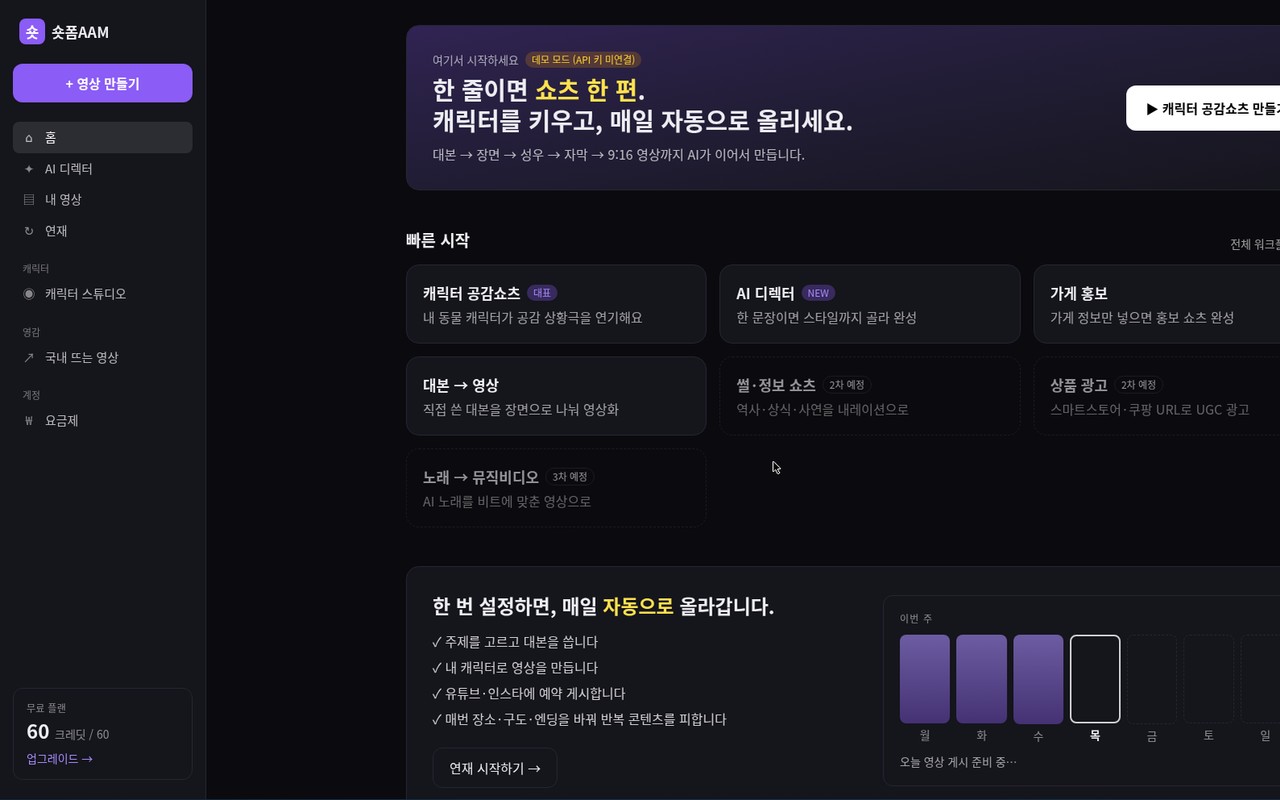 숏 숏폼AAM
+ 영상 만들기
홈
AI 디렉터
내 영상
연재
캐릭터
캐릭터 스튜디오
영감
국내 뜨는 영상
계정
₩ 요금제
무료 플랜
60 크레딧 / 60
업그레이드 →
여기서 시작하세요 데모 모드 (API 키 미연결)
한 줄이면 쇼츠 한 편.
캐릭터를 키우고, 매일 자동으로 올리세요.
대본 → 장면 → 성우 → 자막 → 9:16 영상까지 AI가 이어서 만듭니다.
▶ 캐릭터 공감쇼츠 만들
빠른 시작
전체
캐릭터 공감쇼츠 대표
내 동물 캐릭터가 공감 상황극을 연기해요
AI 디렉터 NEW
한 문장이면 스타일까지 골라 완성
가게 홍보
가게 정보만 넣으면 홍보 쇼츠 완성
대본 → 영상
직접 쓴 대본을 장면으로 나눠 영상화
썰·정보 쇼츠 2차 예정
역사·상식·사연을 내레이션으로
상품 광고 2차 예정
스마트스토어·쿠팡 URL로 UGC 광고
노래 → 뮤직비디오 3차 예정
AI 노래를 비트에 맞춘 영상으로
한 번 설정하면, 매일 자동으로 올라갑니다.
✓ 주제를 고르고 대본을 씁니다
✓ 내 캐릭터로 영상을 만듭니다
✓ 유튜브·인스타에 예약 게시합니다
✓ 매번 장소·구도·엔딩을 바꿔 반복 콘텐츠를 피합니다
연재 시작하기 →
이번 주
월 화 수 목 금 토 일
오늘 영상 게시 준비 중…